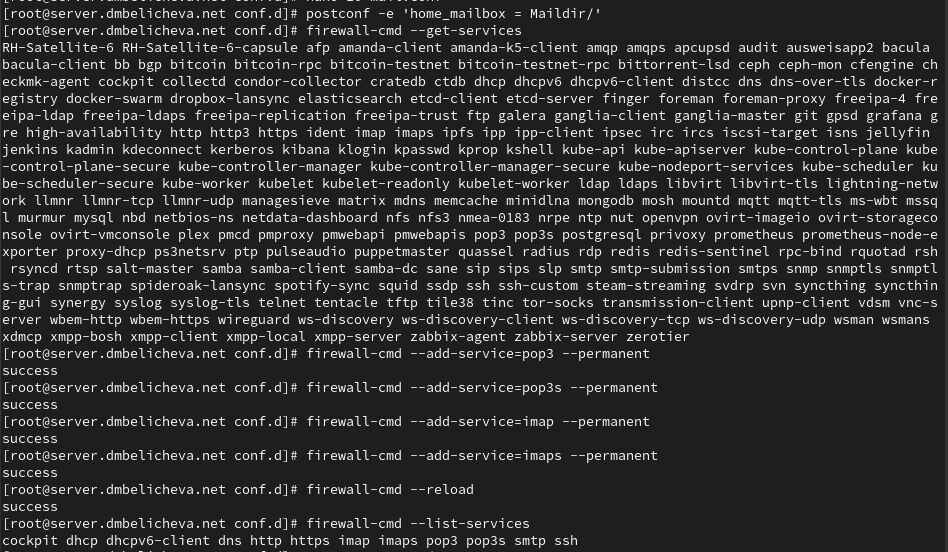 [root@server.dmbelicheva.net conf.d]# postconf -e 'home_mailbox = Maildir/'
[root@server.dmbelicheva.net conf.d]# firewall-cmd --get-services
RH-Satellite-6 RH-Satellite-6-capsule afp amanda-client amanda-k5-client amqp amqps apcupsd audit ausweisapp2 bacula
bacula-client bb bgp bitcoin bitcoin-rpc bitcoin-testnet bitcoin-testnet-rpc bittorrent-lsd ceph ceph-mon cfengine ch
eckmk-agent cockpit collectd condor-collector cratedb ctdb dhcp dhcpv6 dhcpv6-client distcc dns dns-over-tls docker-r
egistry docker-swarm dropbox-lansync elasticsearch etcd-client etcd-server finger foreman foreman-proxy freeipa-4 fre
eipa-ldap freeipa-ldaps freeipa-replication freeipa-trust ftp galera ganglia-client ganglia-master git gpsd grafana g
re high-availability http http3 https ident imap imaps ipfs ipp ipp-client ipsec irc ircs iscsi-target isns jellyfin
jenkins kadmin kdeconnect kerberos kibana klogin kpasswd kprop kshell kube-api kube-apiserver kube-control-plane kube
-control-plane-secure kube-controller-manager kube-controller-manager-secure kube-nodeport-services kube-scheduler ku
be-scheduler-secure kube-worker kubelet kubelet-readonly kubelet-worker ldap ldaps libvirt libvirt-tls lightning-netw
ork llmnr llmnr-tcp llmnr-udp managesieve matrix mdns memcache minidlna mongodb mosh mountd mqtt mqtt-tls ms-wbt mssq
l murmur mysql nbd netbios-ns netdata-dashboard nfs nfs3 nmea-0183 nrpe ntp nut openvpn ovirt-imageio ovirt-storageco
nsole ovirt-vmconsole plex pmcd pmproxy pmwebapi pmwebapis pop3 pop3s postgresql privoxy prometheus prometheus-node-e
xporter proxy-dhcp ps3netsrv ptp pulseaudio puppetmaster quassel radius rdp redis redis-sentinel rpc-bind rquotad rsh
rsyncd rtsp salt-master samba samba-client samba-dc sane sip sips slp smtp smtp-submission smtps snmp snmptls snmptl
s-trap snmptrap spideroak-lansync spotify-sync squid ssdp ssh ssh-custom steam-streaming svdrp svn syncthing syncthin
g-gui synergy syslog syslog-tls telnet tentacle tftp tile38 tinc tor-socks transmission-client upnp-client vdsm vnc-s
erver wbem-http wbem-https wireguard ws-discovery ws-discovery-client ws-discovery-tcp ws-discovery-udp wsman wsmans
xdmcp xmpp-bosh xmpp-client xmpp-local xmpp-server zabbix-agent zabbix-server zerotier
[root@server.dmbelicheva.net conf.d]# firewall-cmd --add-service=pop3 --permanent
success
[root@server.dmbelicheva.net conf.d]# firewall-cmd --add-service=pop3s --permanent
success
[root@server.dmbelicheva.net conf.d]# firewall-cmd --add-service=imap --permanent
success
[root@server.dmbelicheva.net conf.d]# firewall-cmd --add-service=imaps --permanent
success
[root@server.dmbelicheva.net conf.d]# firewall-cmd --reload
success
[root@server.dmbelicheva.net conf.d]# firewall-cmd --list-services
cockpit dhcp dhcpv6-client dns http https imap imaps pop3 pop3s smtp ssh